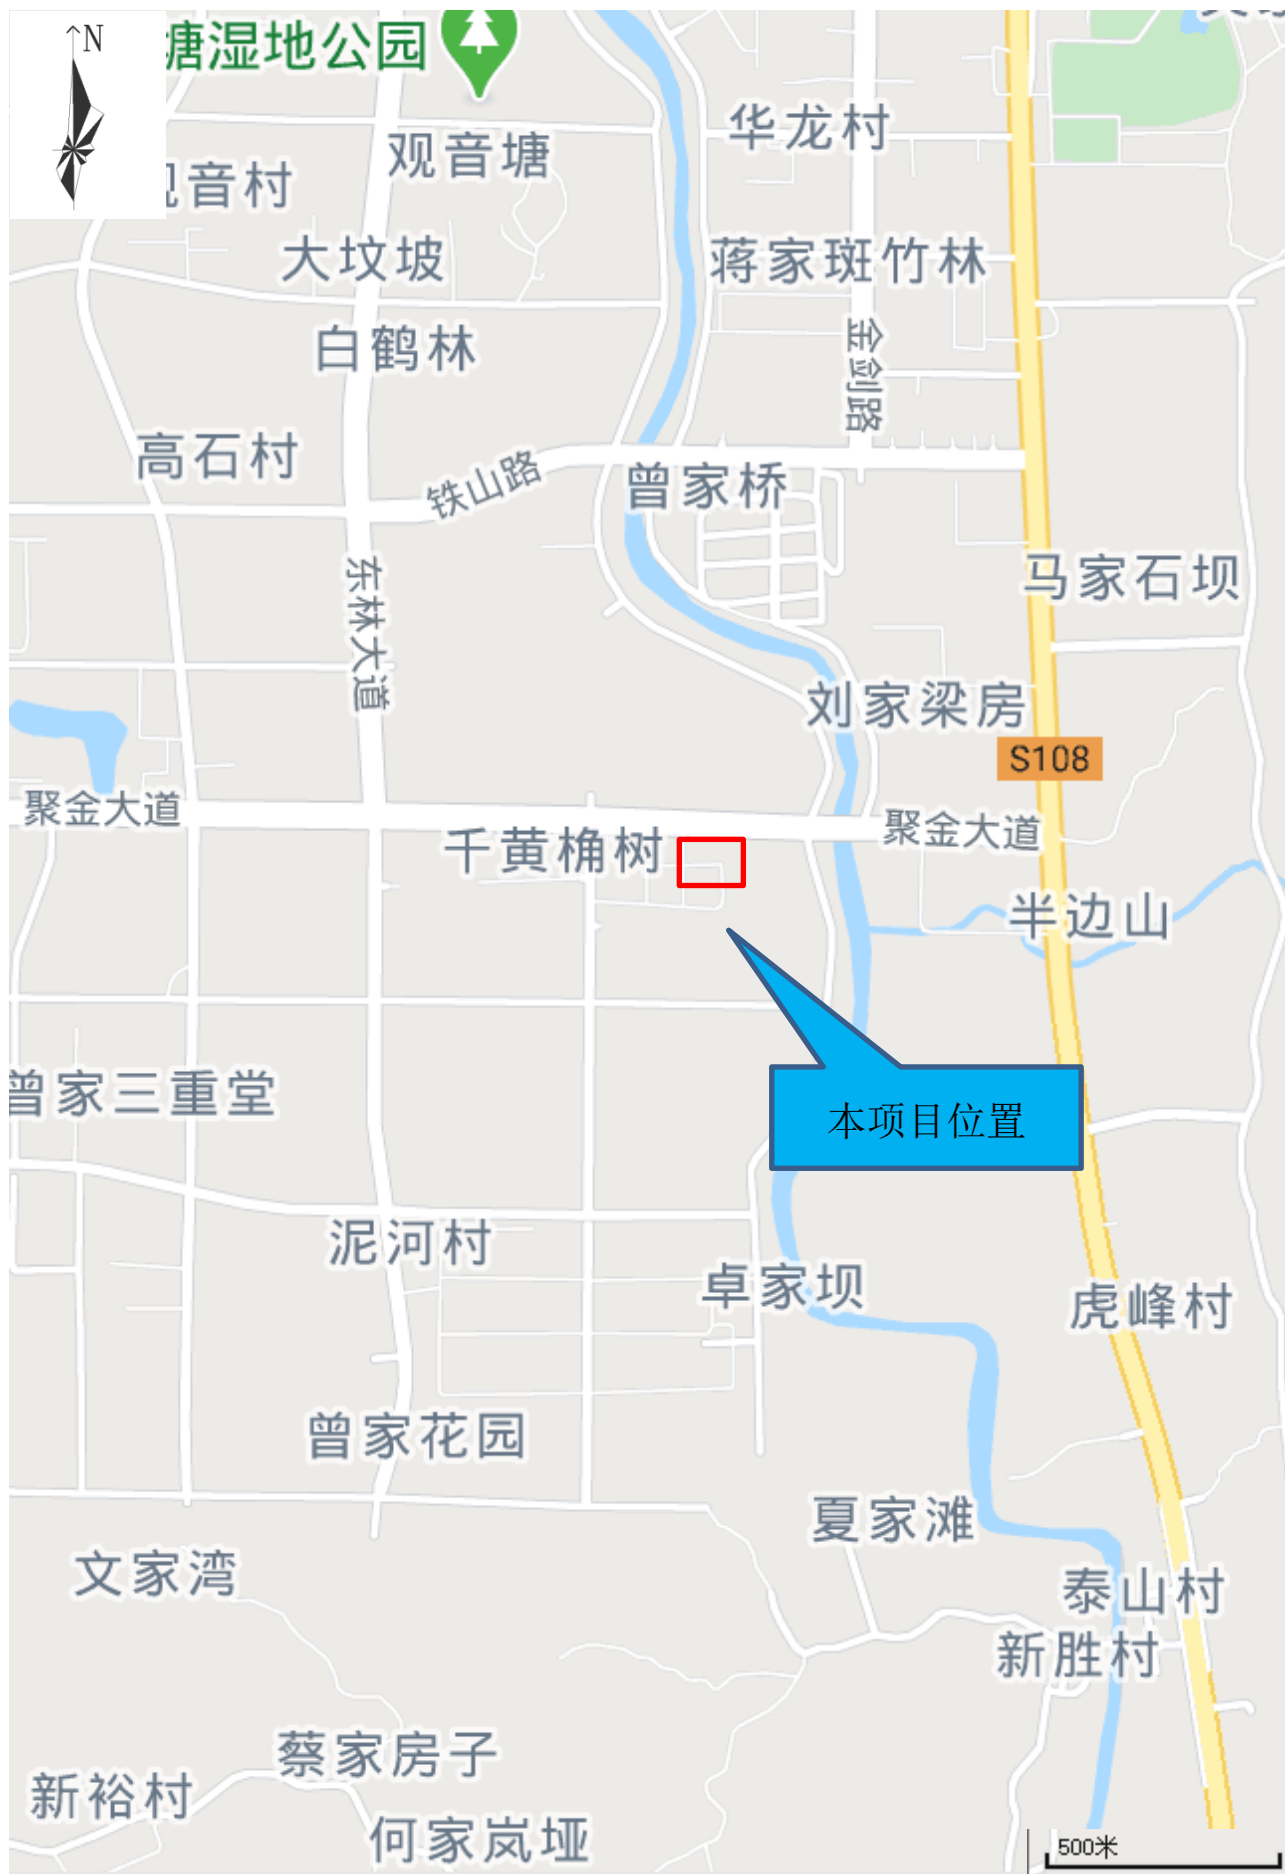 N
塘湿地公园
华龙村
观音塘
观音村
大坟坡
蒋家斑竹林
白鹤林
金剑路
高石村
铁山路
曾家桥
马家石坝
东林大道
刘家梁房
S108
聚金大道
聚金大道
千黄桷树
半边山
曾家三重堂
本项目位置
泥河村
卓家坝
虎峰村
曾家花园
夏家滩
文家湾
泰山村
新胜村
蔡家房子
新裕村
何家岚垭
500米